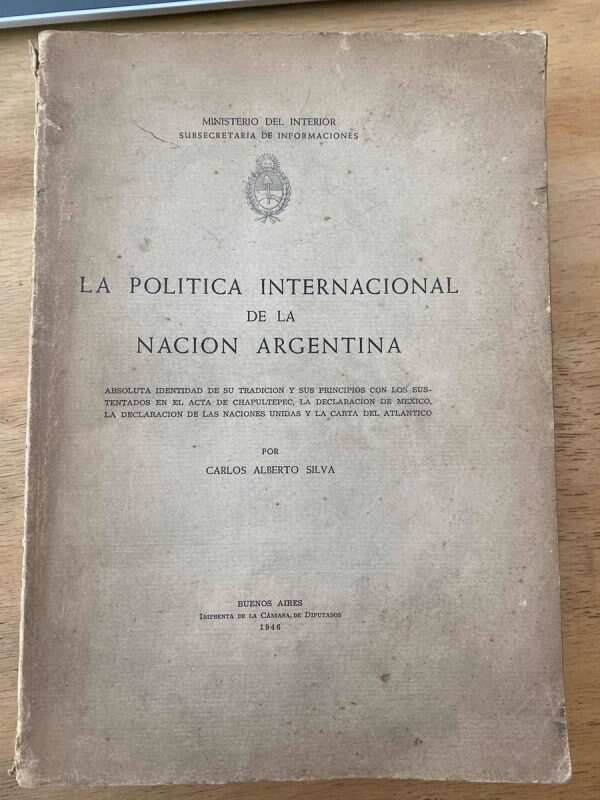 MINISTERIO DEL INTERIOR
SUBSECRETARIA DE INFORMACIONES
LA POLITICA INTERNACIONAL
DE LA
NACION ARGENTINA
ABSOLUTA IDENTIDAD DE SU TRADICION Y SUS PRINCIPIOS CON LOS SUS-
TENTADOS EN EL ACTA DE CHAPULTEPEC, LA DECLARACION DE MEXICO,
LA DECLARACION DE LAS NACIONES UNIDAS Y LA CARTA DEL ATLANTICO
POR
CARLOS ALBERTO SILVA
BUENOS AIRES
IMPRENTA DE LA CÁMARA DE DIPUTADOS
1946